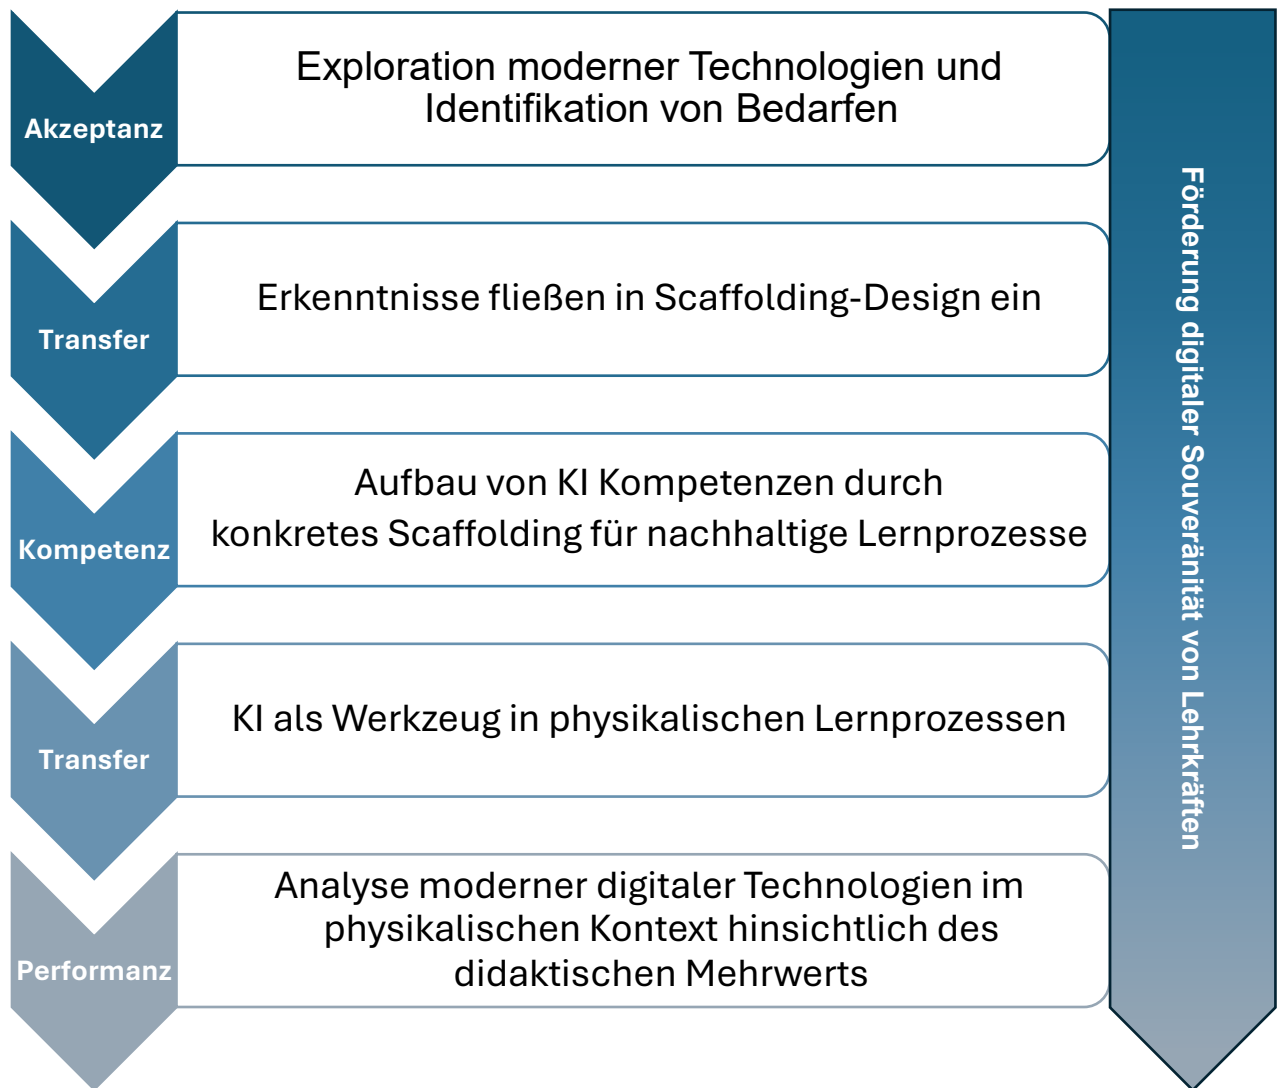 Akzeptanz
Exploration moderner Technologien und
Identifikation von Bedarfen
Transfer
Erkenntnisse fließen in Scaffolding-Design ein
Kompetenz
Aufbau von KI Kompetenzen durch
konkretes Scaffolding für nachhaltige Lernprozesse
Transfer
KI als Werkzeug in physikalischen Lernprozessen
Performanz
Analyse moderner digitaler Technologien im
physikalischen Kontext hinsichtlich des
didaktischen Mehrwerts
Förderung digitaler Souveränität von Lehrkräften